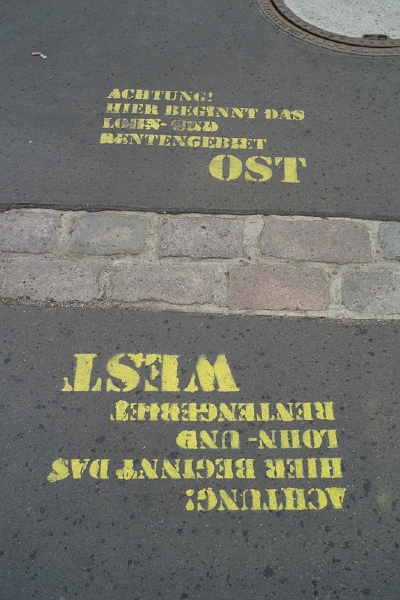 ACHTUNG!
HIER BEGINNT DAS
LOHN- UND
RENTENGEBIET
OST
ACHTUNG!
HIER BEGINNT DAS
LOHN- UND
RENTENGEBIET
WEST